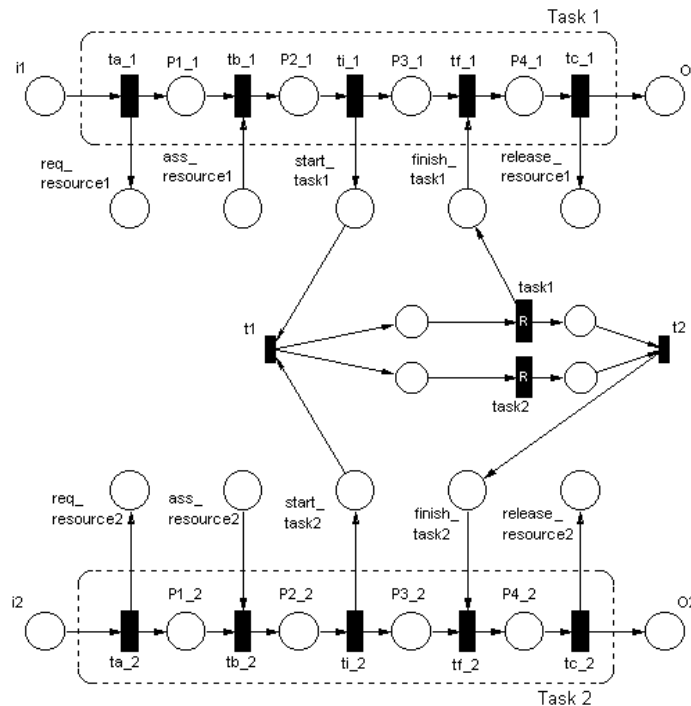 Task 1
i1
ta_1
P1_1
tb_1
P2_1
ti_1
P3_1
tf_1
P4_1
tc_1
O
req_
resource1
ass_
resource1
start_
task1
finish_
task1
release_
resource1
task1
R
t1
t2
R
task2
req_
resource2
ass_
resource2
start_
task2
finish_
task2
release_
resource2
i2
P1_2
P2_2
P3_2
P4_2
O2
ta_2
tb_2
ti_2
tf_2
tc_2
Task 2